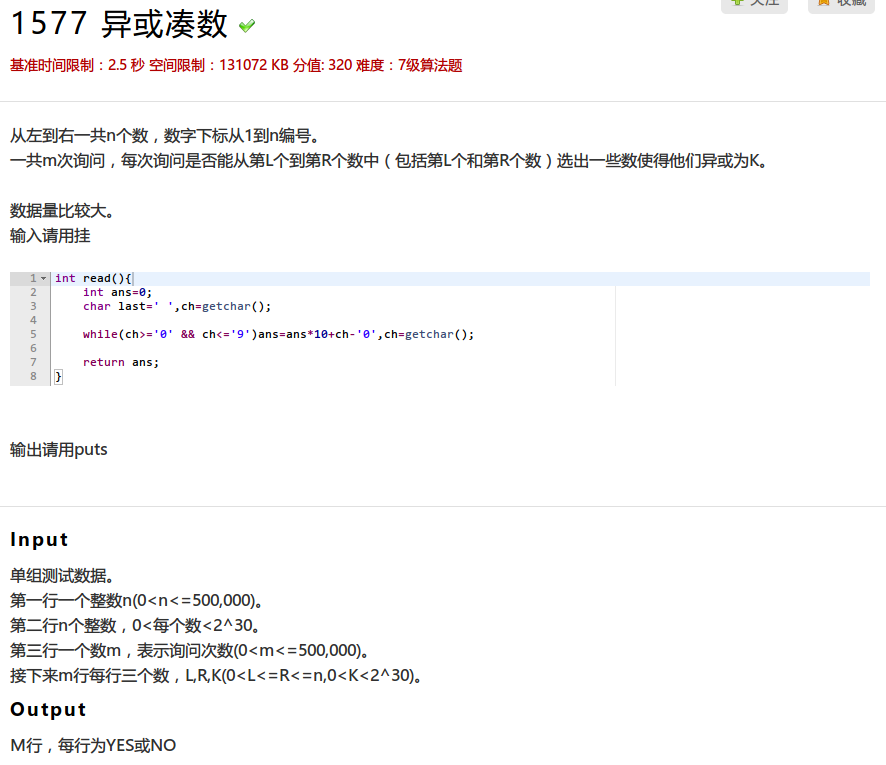 关注 收藏
1577 异或凑数
基准时间限制：2.5 秒 空间限制：131072 KB 分值: 320 难度：7级算法题
从左到右一共n个数，数字下标从1到n编号。
一共m次询问，每次询问是否能从第L个到第R个数中（包括第L个和第R个数）选出一些数使得他们异或为K。
数据量比较大。
输入请用挂
1 int read(){
2 int ans=0;
3 char last=' ',ch=getchar();
4
5 while(ch>='0' && ch<='9')ans=ans*10+ch-'0',ch=getchar();
6
7 return ans;
8 }
输出请用puts
Input
单组测试数据。
第一行一个整数n(0<n<=500,000)。
第二行n个整数，0<每个数<2^30。
第三行一个数m，表示询问次数(0<m<=500,000)。
接下来m行每行三个数，L,R,K(0<L<=R<=n,0<K<2^30)。
Output
M行，每行为YES或NO